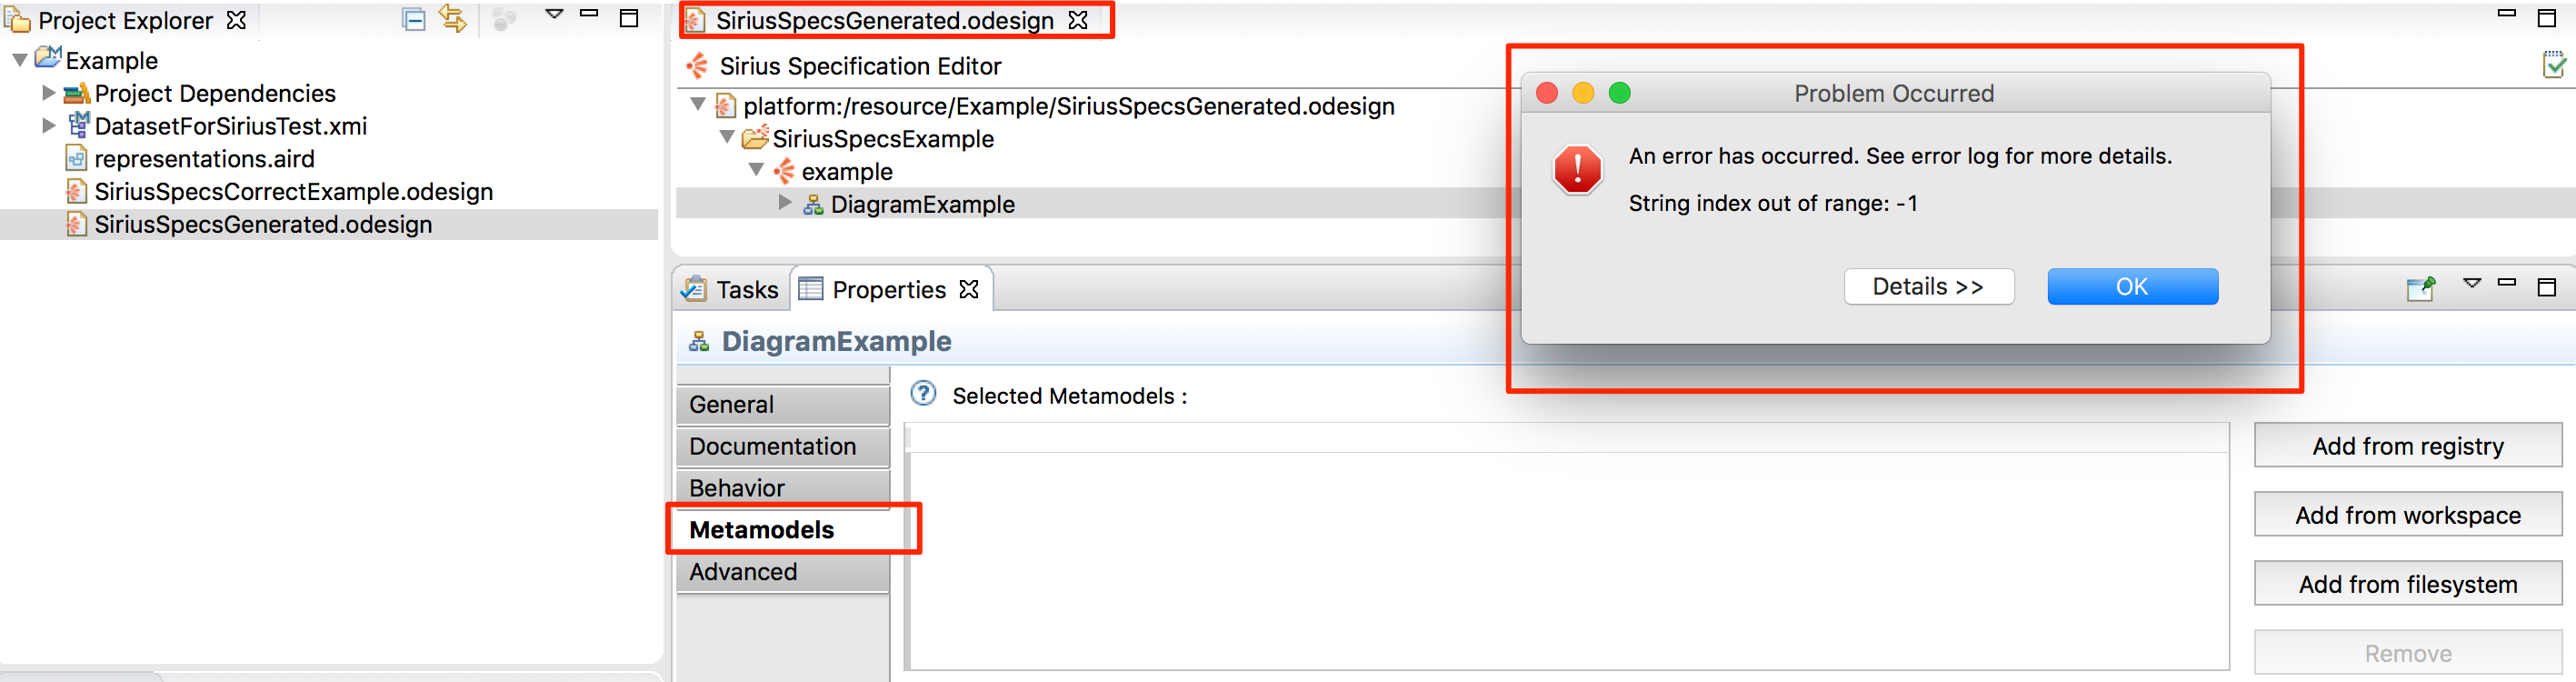 Project Explorer
Example
Project Dependencies
DatasetForSiriusTest.xmi
representations.aird
SiriusSpecsCorrectExample.odesign
SiriusSpecsGenerated.odesign
SiriusSpecsGenerated.odesign
Sirius Specification Editor
platform:/resource/Example/SiriusSpecsGenerated.odesign
SiriusSpecsExample
example
DiagramExample
Problem Occurred
An error has occurred. See error log for more details.
String index out of range: -1
Details >>
OK
Tasks
Properties
DiagramExample
General
Documentation
Behavior
Metamodels
Advanced
Selected Metamodels :
Add from registry
Add from workspace
Add from filesystem
Remove